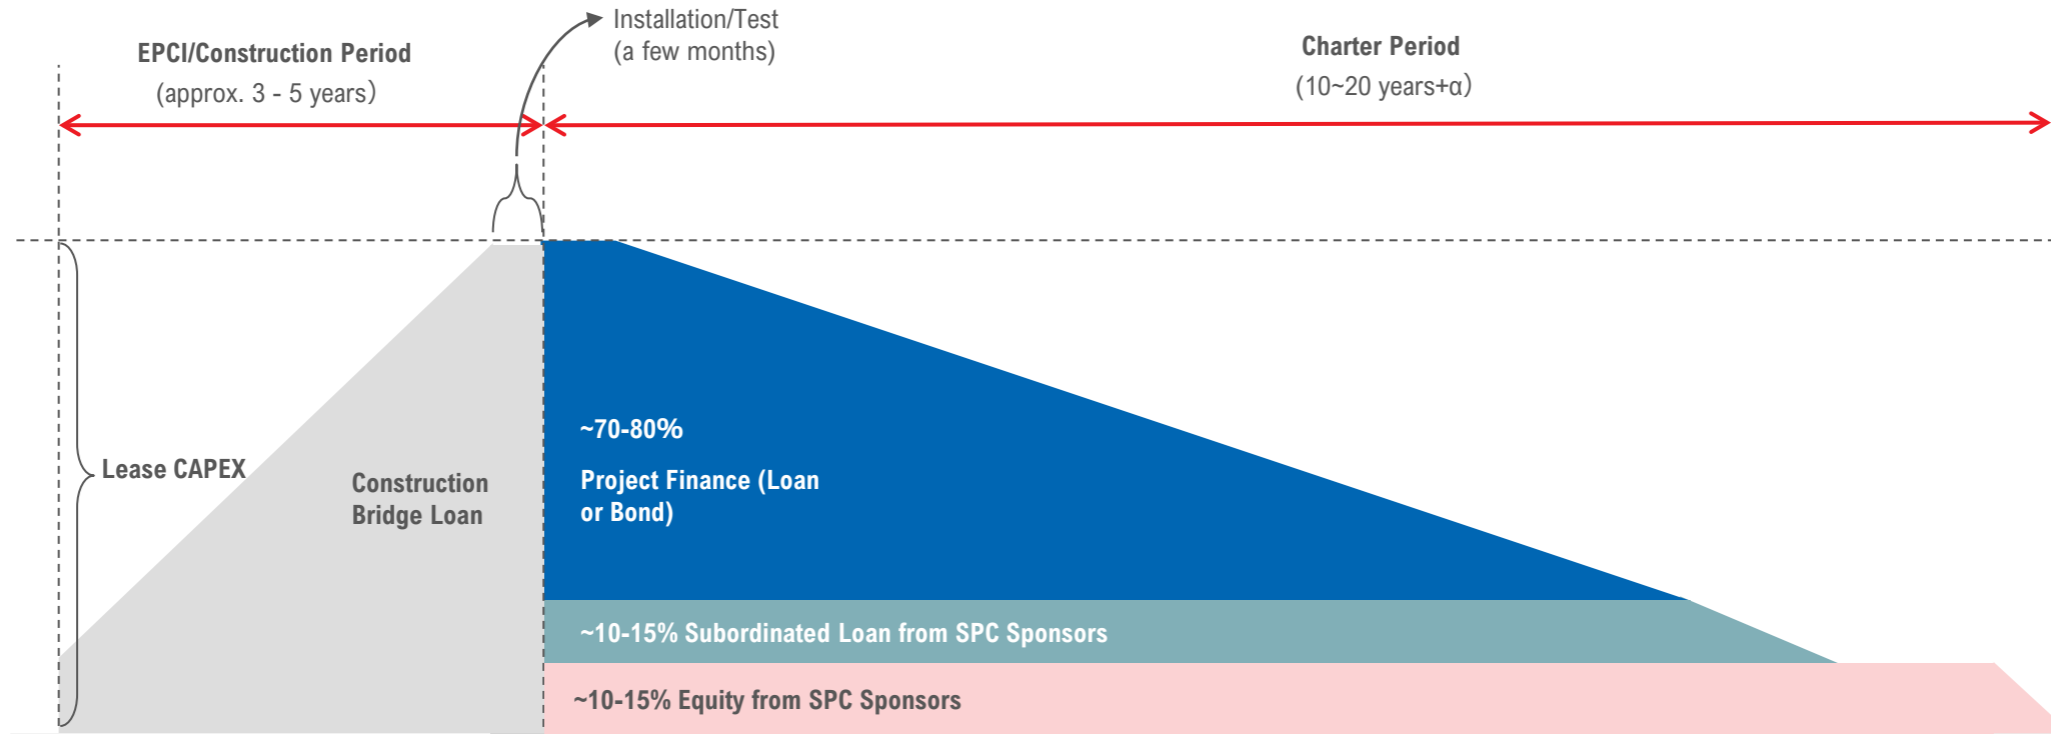 Installation/Test
(a few months)
EPCI/Construction Period
(approx. 3 - 5 years)
Charter Period
(10~20 years+α)
Lease CAPEX
Construction
Bridge Loan
~70-80%
Project Finance (Loan
or Bond)
~10-15% Subordinated Loan from SPC Sponsors
~10-15% Equity from SPC Sponsors